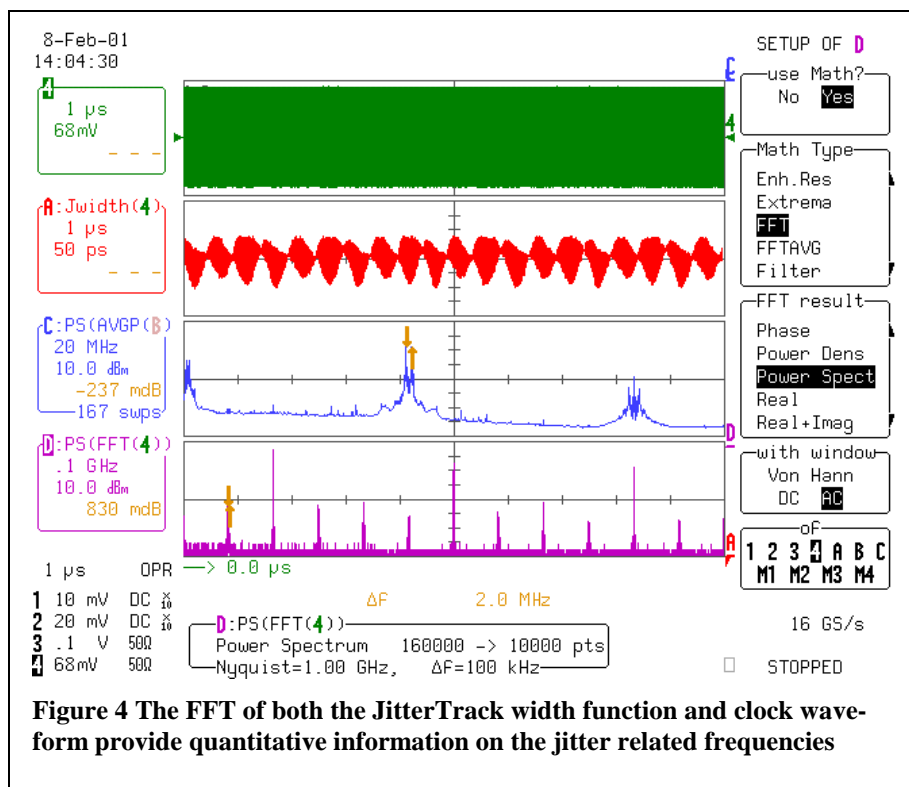 8-Feb-01
14:04:30
4
1 µs
68mV
- - -
A:Jwidth(4)
1 µs
50 ps
- - -
C:PS(AVGP(B)
20 MHz
10.0 dBm
-237 mdB
167 swps
D:PS(FFT(4))
.1 GHz
10.0 dBm
830 mdB
C
4
D
A
SETUP OF D
use Math?
No Yes
Math Type
Enh.Res
Extrema
FFT
FFTAVG
Filter
FFT result
Phase
Power Dens
Power Spect
Real
Real+Imag
with window
Von Hann
DC AC
of
1 2 3 4 A B C
M1 M2 M3 M4
1 µs OPR
0.0 µs
1 10 mV DC X10
2 20 mV DC X10
3 .1 V 50Ω
4 68mV 50Ω
ΔF 2.0 MHz
D:PS(FFT(4))
Power Spectrum 160000 -> 10000 pts
Nyquist=1.00 GHz, ΔF=100 kHz
16 GS/s
STOPPED
Figure 4 The FFT of both the JitterTrack width function and clock wave-
form provide quantitative information on the jitter related frequencies